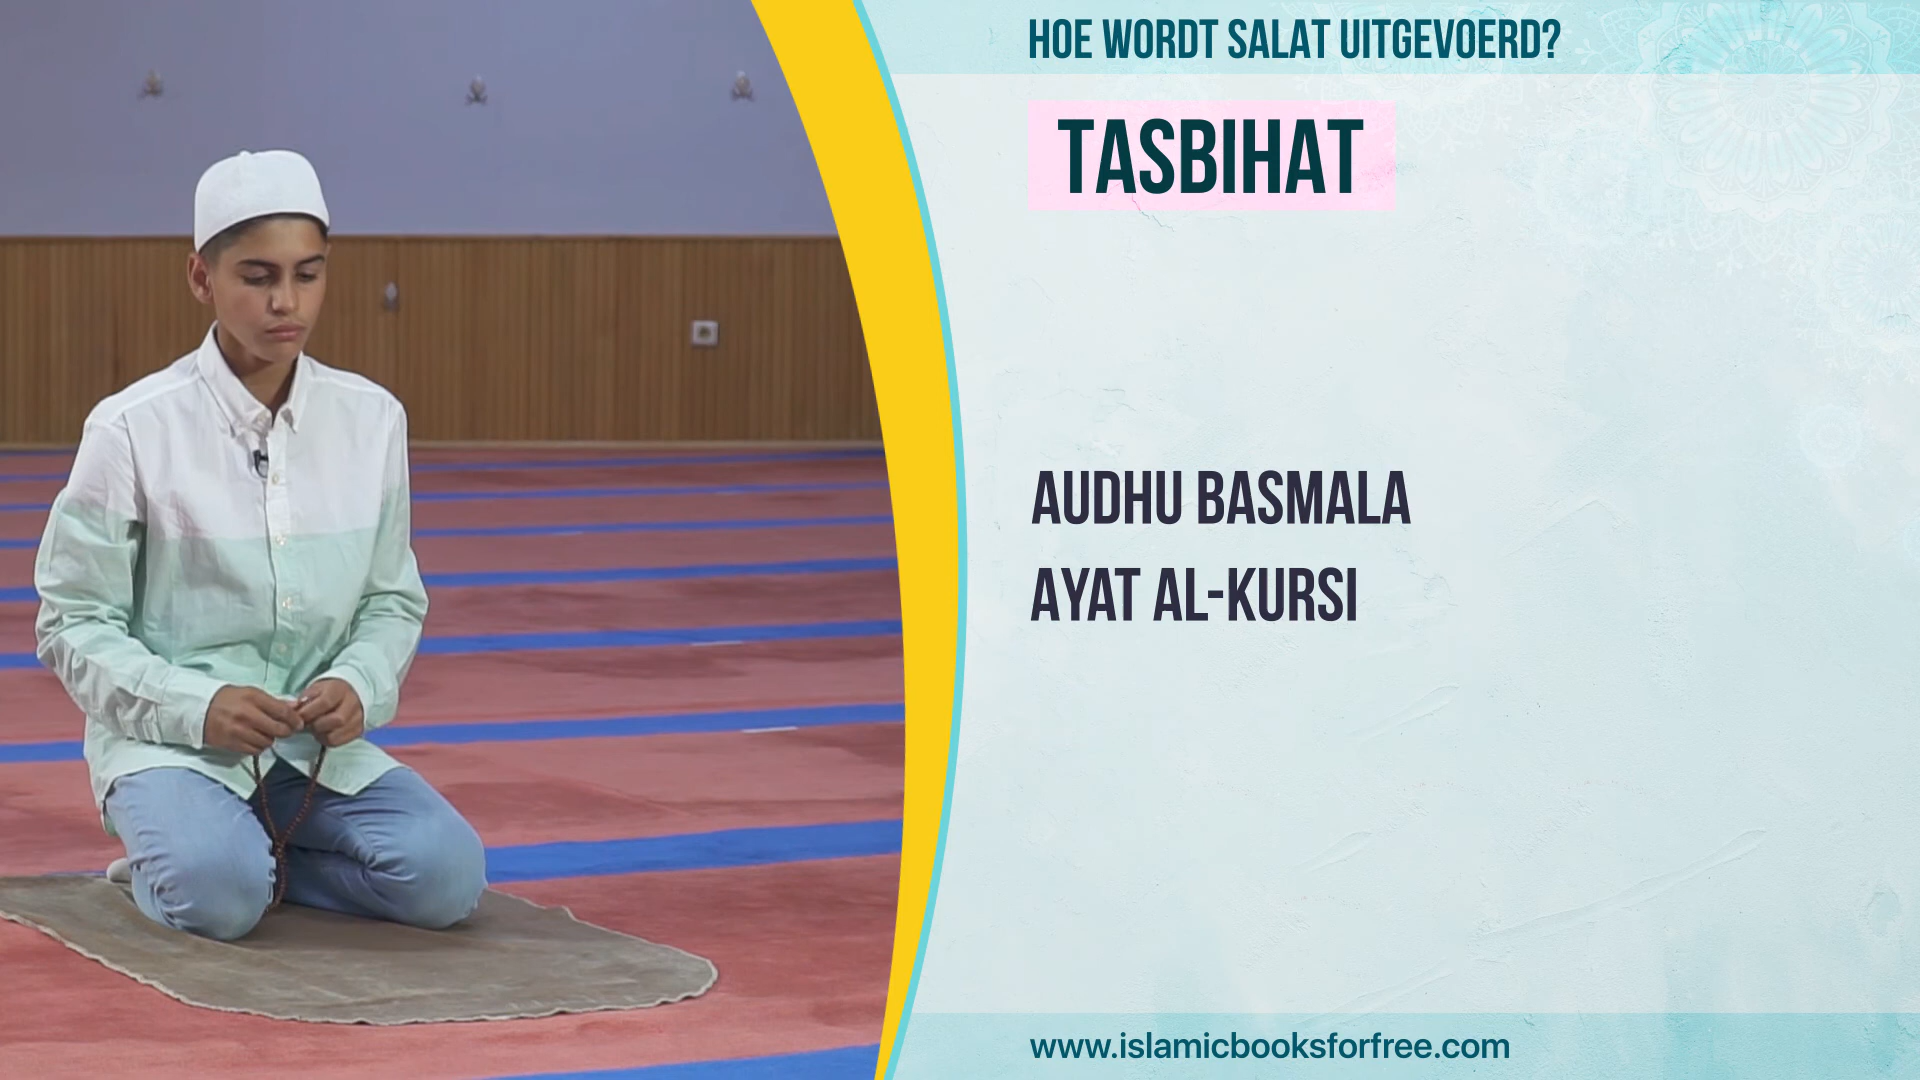 HOE WORDT SALAT UITGEVOERD?
TASBIHAT
AUDHU BASMALA
AYAT AL-KURSI
www.islamicbooksforfree.com